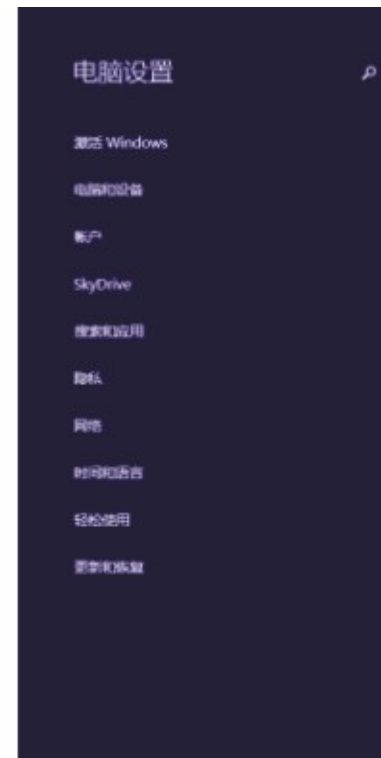 电脑设置
激活 Windows
电脑和设备
帐户
SkyDrive
搜索和应用
隐私
网络
时间和语言
轻松使用
更新和恢复